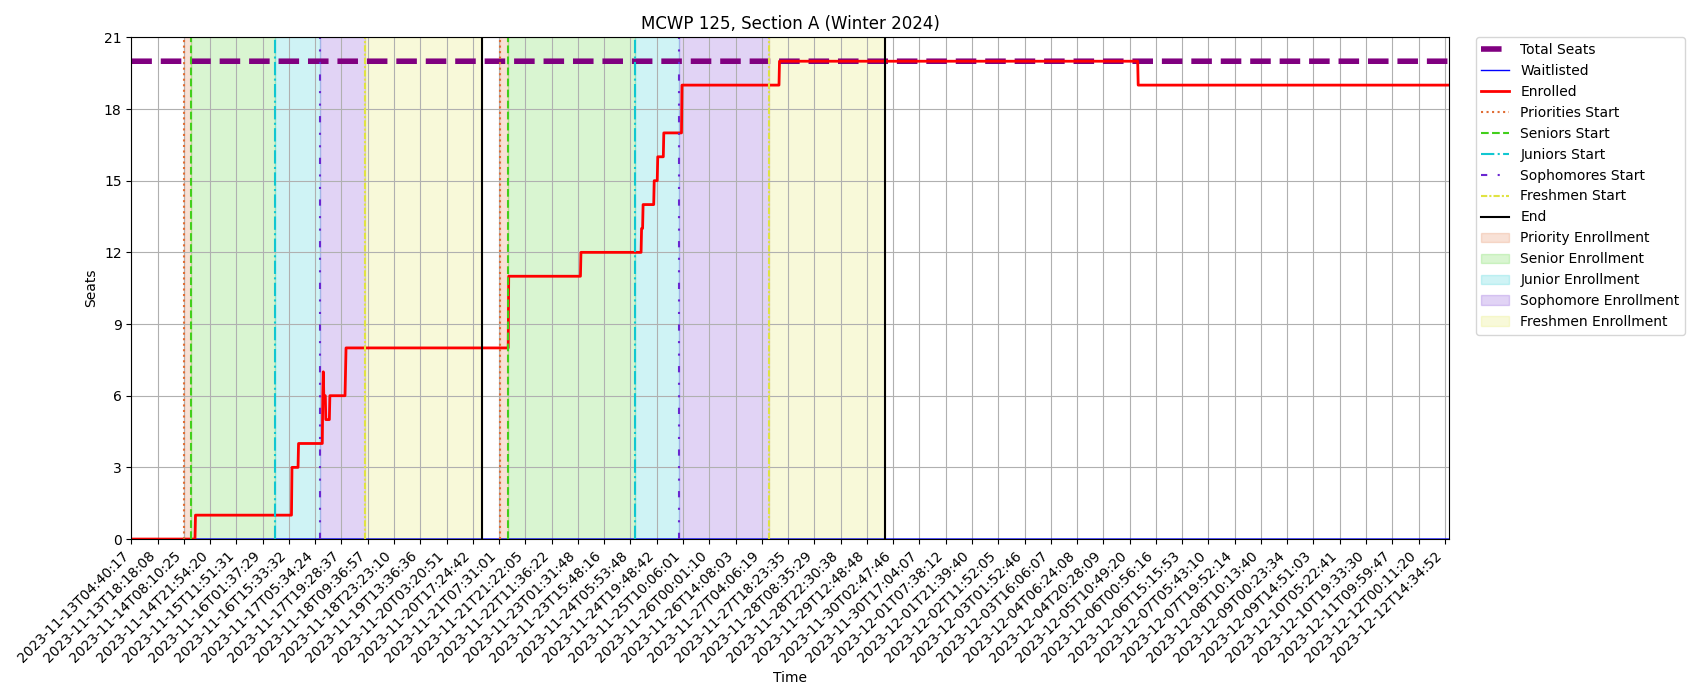 MCWP 125, Section A (Winter 2024)
21
18
15
12
9
6
3
0
Seats
2023-11-13T04:40:17
2023-11-13T18:18:08
2023-11-14T08:10:25
2023-11-14T21:54:20
2023-11-15T11:51:31
2023-11-16T01:37:29
2023-11-16T15:33:32
2023-11-17T05:34:24
2023-11-17T19:28:37
2023-11-18T09:36:57
2023-11-18T23:23:10
2023-11-19T13:36:36
2023-11-20T03:20:51
2023-11-20T17:24:42
2023-11-21T07:31:01
2023-11-21T21:22:05
2023-11-22T11:36:22
2023-11-23T01:31:48
2023-11-23T15:48:16
2023-11-24T05:53:48
2023-11-24T19:48:42
2023-11-25T10:06:01
2023-11-26T00:01:10
2023-11-26T14:08:03
2023-11-27T04:06:19
2023-11-27T18:23:35
2023-11-28T08:35:29
2023-11-28T22:30:38
2023-11-29T12:48:48
2023-11-30T03:04:46
2023-11-30T17:04:07
2023-12-01T07:38:12
2023-12-01T21:39:40
2023-12-02T11:52:05
2023-12-03T01:52:46
2023-12-03T16:06:07
2023-12-04T06:24:08
2023-12-04T20:28:09
2023-12-05T10:49:20
2023-12-06T00:56:16
2023-12-06T15:15:53
2023-12-07T05:43:10
2023-12-07T19:52:14
2023-12-08T10:13:40
2023-12-09T00:23:34
2023-12-09T14:51:03
2023-12-10T05:22:41
2023-12-10T19:33:30
2023-12-11T09:59:47
2023-12-12T00:11:20
2023-12-12T14:34:52
Time
Total Seats
Waitlisted
Enrolled
Priorities Start
Seniors Start
Juniors Start
Sophomores Start
Freshmen Start
End
Priority Enrollment
Senior Enrollment
Junior Enrollment
Sophomore Enrollment
Freshmen Enrollment